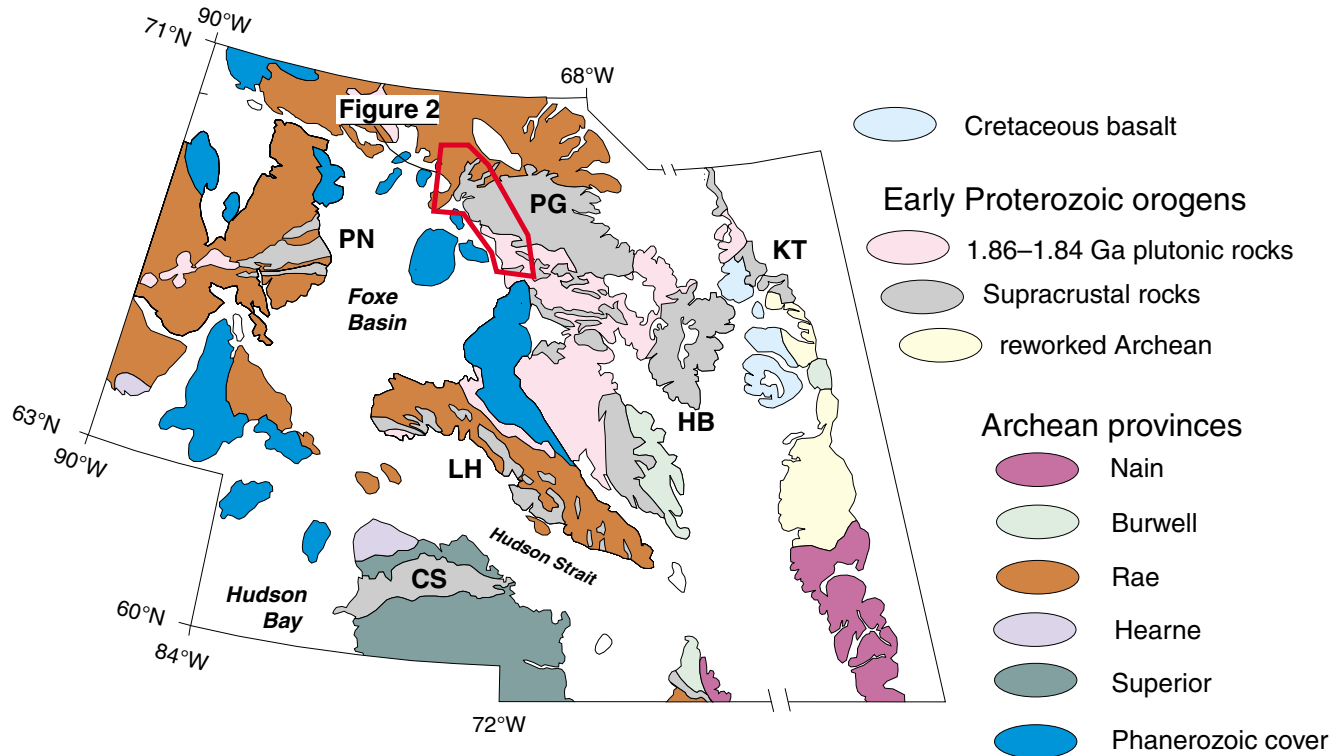 90°W
71°N
68°W
Figure 2
PG
PN
KT
Foxe
Basin
HB
63°N
90°W
LH
Hudson Strait
CS
Hudson
Bay
60°N
84°W
72°W
Cretaceous basalt
Early Proterozoic orogens
1.86–1.84 Ga plutonic rocks
Supracrustal rocks
reworked Archean
Archean provinces
Nain
Burwell
Rae
Hearne
Superior
Phanerozoic cover